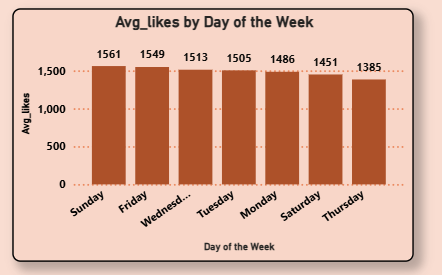 Avg_likes by Day of the Week
1561 1549 1513 1505 1486 1451 1385
1,500
1,000
500
0
Avg_likes
Sunday Friday Wednesd... Tuesday Monday Saturday Thursday
Day of the Week